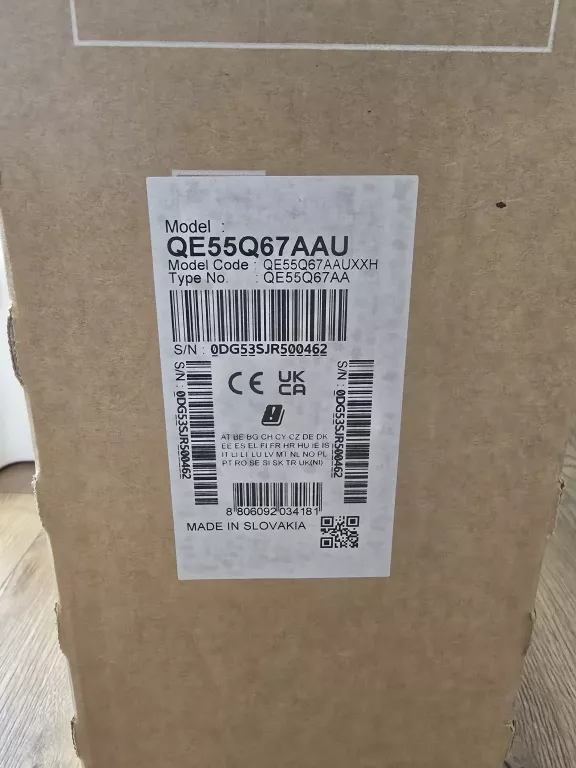 Model :
QE55Q67AAU
Model Code : QE55Q67AAUXXH
Type No. : QE55Q67AA
S/N : 0DG53SJR500462
S/N : 0DG53SJR500462
S/N : 0DG53SJR500462
CE UK
CA
AT BE BG CH CY CZ DE DK
EE ES EL FI FR HR HU IE IS
IT LI LT LU LV MT NL NO PL
PT RO SE SI SK TR UK(NI)
8 806092 034181
MADE IN SLOVAKIA